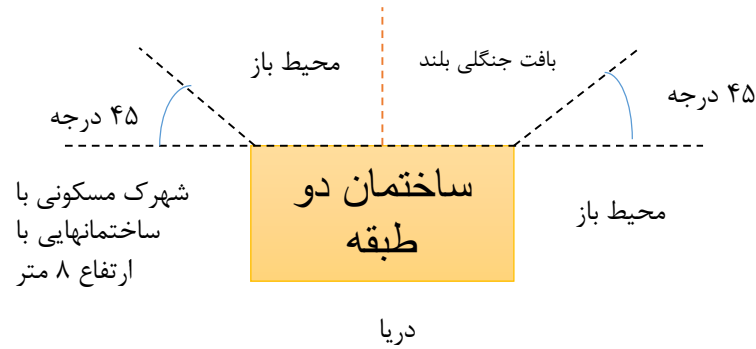 محیط باز
بافت جنگلی بلند
۴۵ درجه
۴۵ درجه
ساختمان دو
طبقه
شهرک مسکونی با
ساختمانهایی با
ارتفاع ۸ متر
محیط باز
دریا